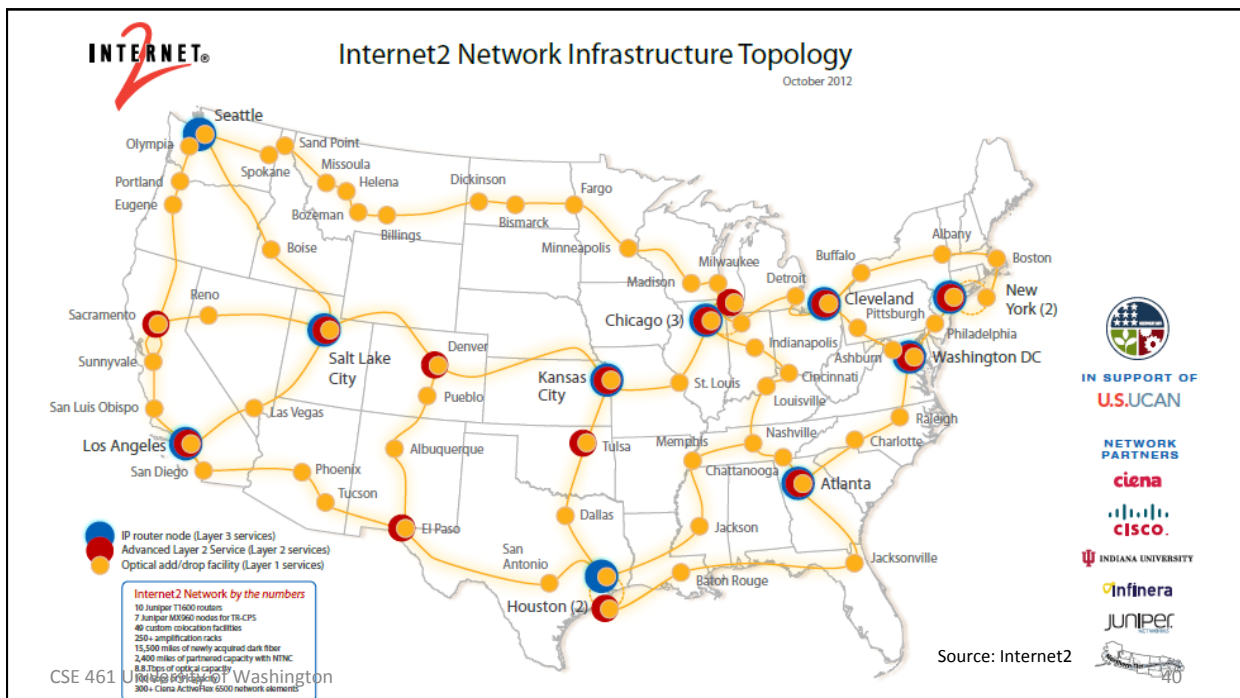 INTERNET®
2
Internet2 Network Infrastructure Topology
October 2012
Seattle
Olympia
Portland
Eugene
Spokane
Sand Point
Missoula
Helena
Bozeman
Billings
Dickinson
Bismarck
Fargo
Minneapolis
Madison
Milwaukee
Detroit
Buffalo
Albany
Boston
Boise
Reno
Sacramento
Sunnyvale
San Luis Obispo
Los Angeles
San Diego
Las Vegas
Salt Lake
City
Denver
Pueblo
Albuquerque
Phoenix
Tucson
El Paso
Kansas
City
Tulsa
Dallas
San
Antonio
Houston (2)
Chicago (3)
Indianapolis
St. Louis
Cincinnati
Louisville
Nashville
Memphis
Chattanooga
Jackson
Baton Rouge
Jacksonville
Atlanta
Charlotte
Raleigh
Cleveland
Pittsburgh
Ashburn
Washington DC
Philadelphia
New
York (2)
IP router node (Layer 3 services)
Advanced Layer 2 Service (Layer 2 services)
Optical add/drop facility (Layer 1 services)
Internet2 Network by the numbers
10 Juniper T1600 routers
7 Juniper MX960 nodes for TR-CPS
49 custom colocation facilities
250+ amplification racks
15,500 miles of newly acquired dark fiber
2,400 miles of partnered capacity with NTNC
8.8 Tbps of optical capacity
300+ Ciena ActiveFlex 6500 network elements
CSE 461 University of Washington
IN SUPPORT OF
U.S.UCAN
NETWORK
PARTNERS
ciena
CISCO.
INDIANA UNIVERSITY
Infinera
JUNIPER
NETWORKS
Source: Internet2
40